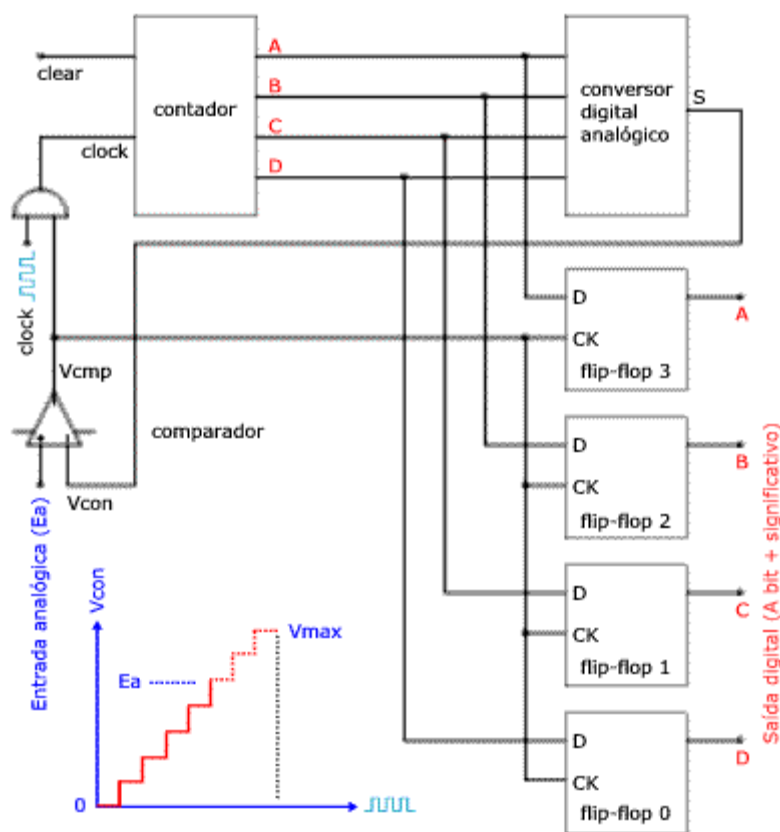 clear
contador
clock
A
B
C
D
conversor
digital
analógico
S
clock
Vcmp
comparador
Vcon
Entrada analógica (Ea)
D
CK
flip-flop 3
A
D
CK
flip-flop 2
B
D
CK
flip-flop 1
C
D
CK
flip-flop 0
D
Saída digital (A bit + significativo)
Vcon
Vmax
Ea
0